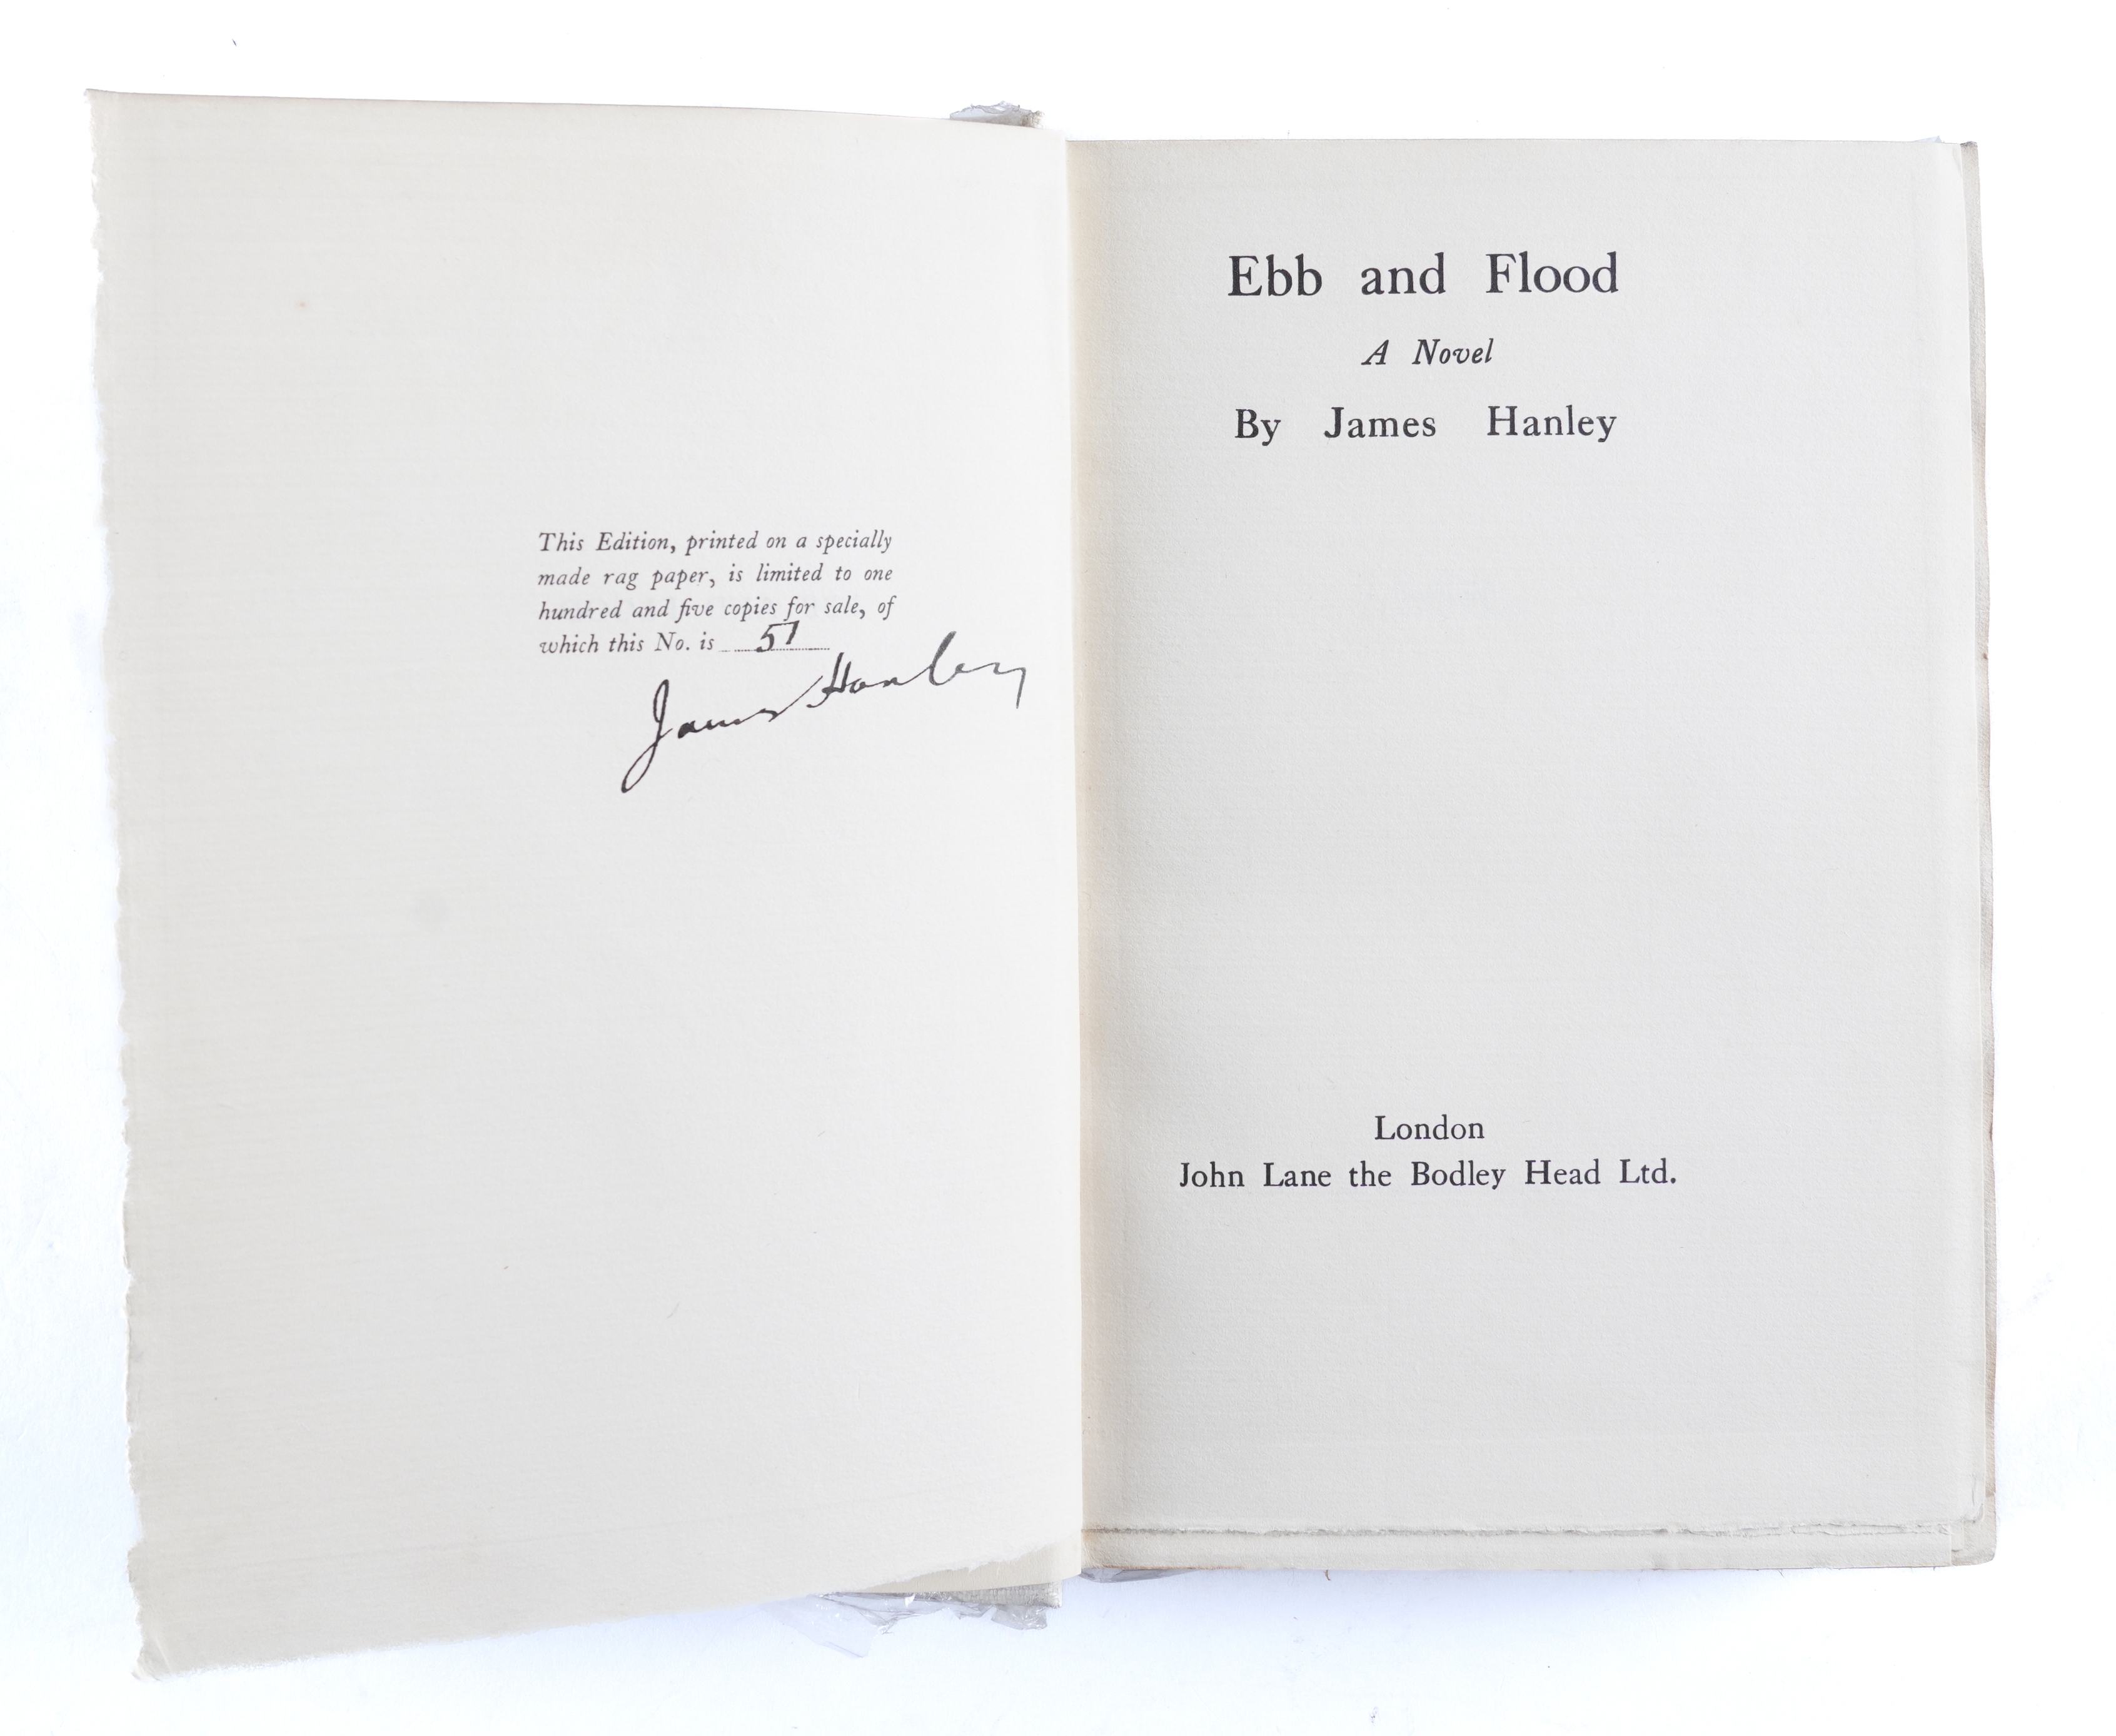 This Edition, printed on a specially
made rag paper, is limited to one
hundred and five copies for sale, of
which this No. is 57
James Hanley
Ebb and Flood
A Novel
By James Hanley
London
John Lane the Bodley Head Ltd.